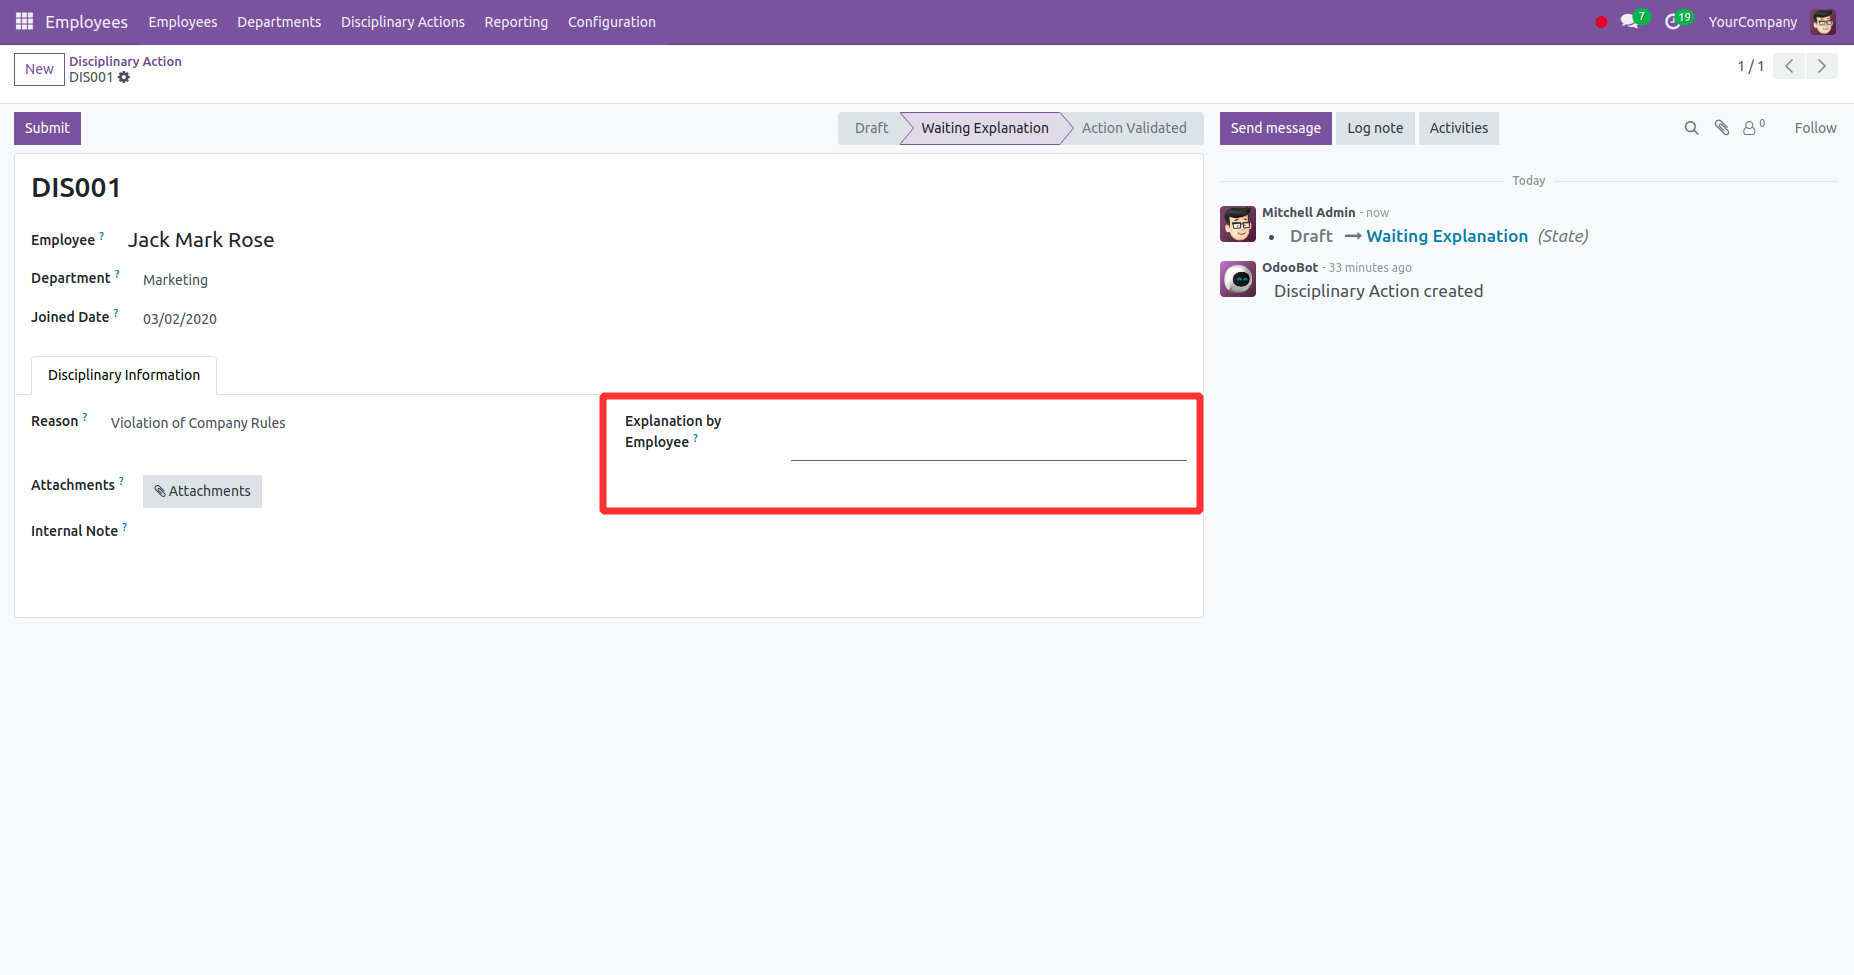 Employees Employees Departments Disciplinary Actions Reporting Configuration 7 19 YourCompany
New Disciplinary Action
DIS001
1 / 1
Submit Draft Waiting Explanation Action Validated Send message Log note Activities 0 Follow
DIS001
Employee ? Jack Mark Rose
Department ? Marketing
Joined Date ? 03/02/2020
Disciplinary Information
Reason ? Violation of Company Rules
Explanation by
Employee ?
Attachments ? Attachments
Internal Note ?
Today
Mitchell Admin - now
• Draft → Waiting Explanation (State)
OdooBot - 33 minutes ago
Disciplinary Action created